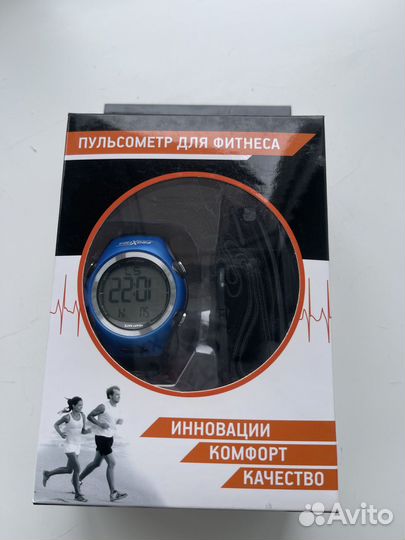 ПУЛЬСОМЕТР ДЛЯ ФИТНЕСА
22:01
ИННОВАЦИИ
КОМФОРТ
КАЧЕСТВО
Avito